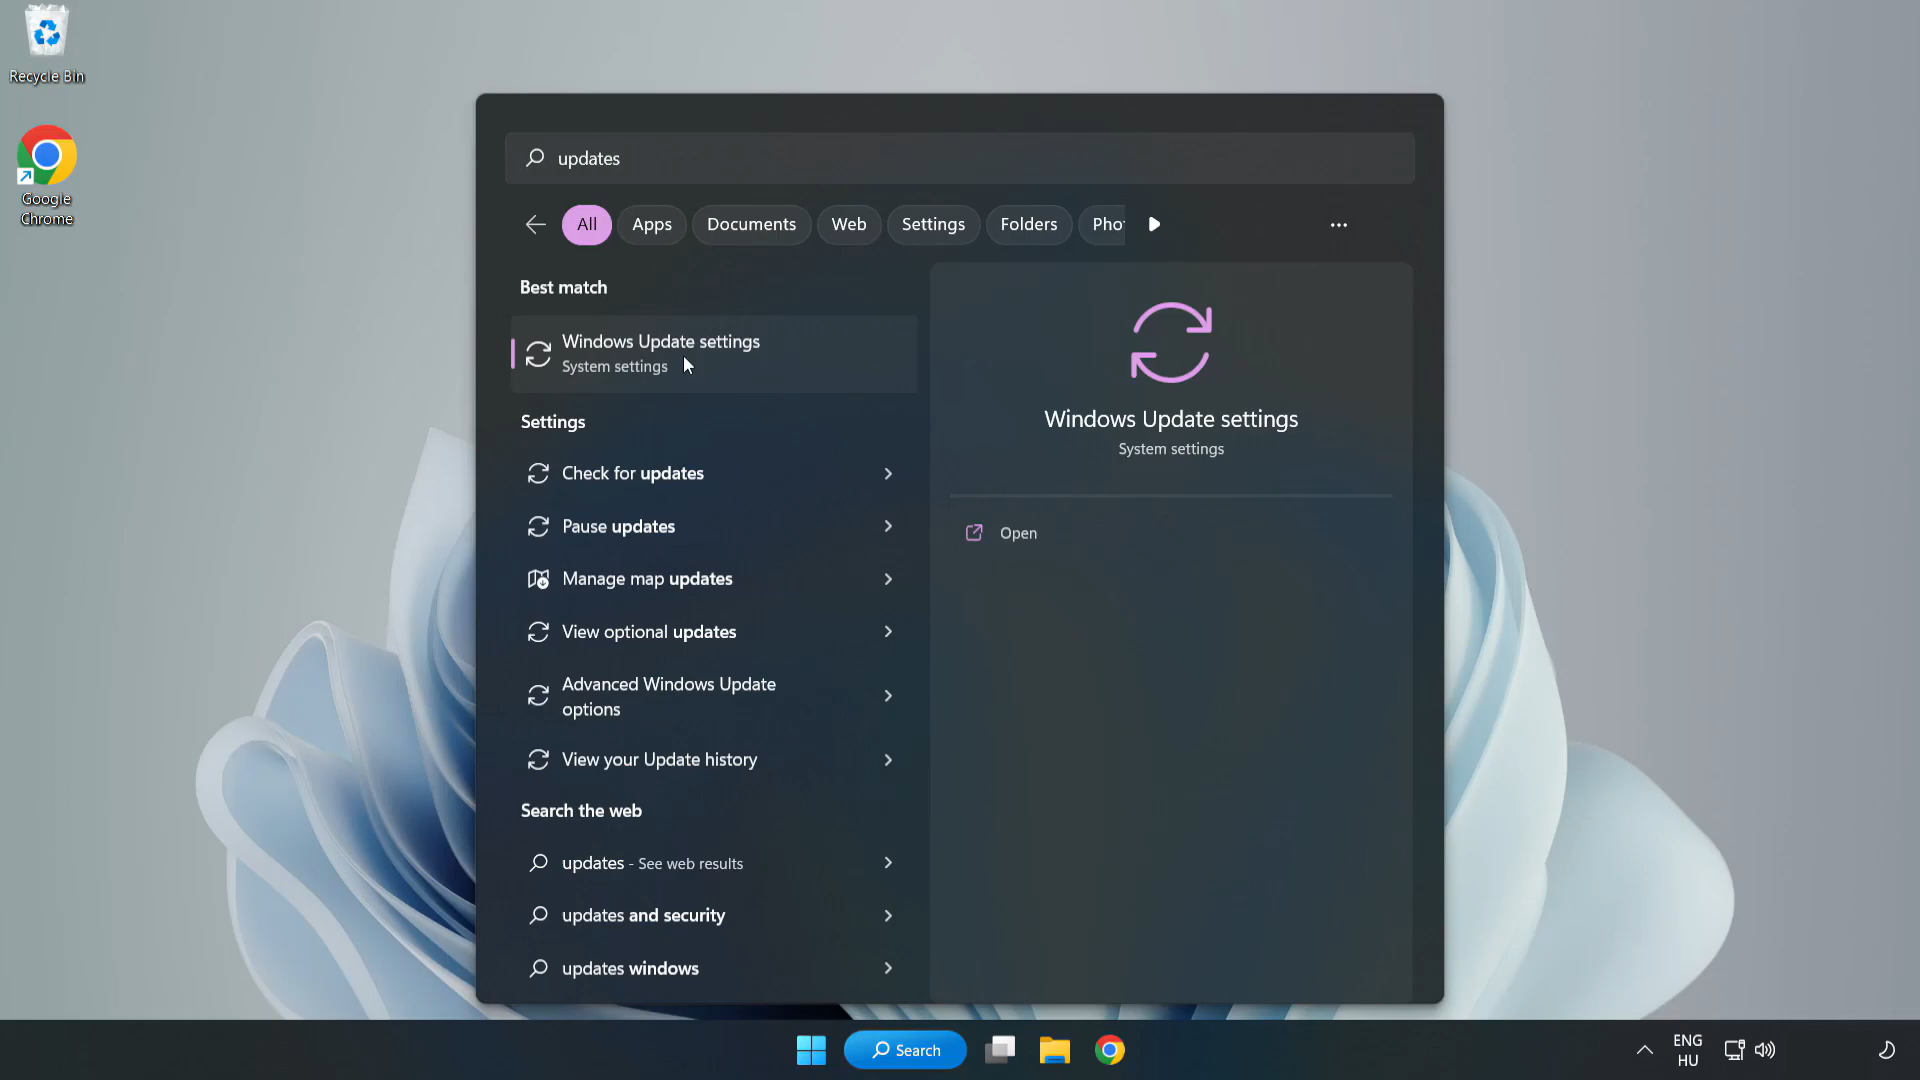 Recycle Bin
Google
Chrome
updates
All
Apps
Documents
Web
Settings
Folders
Pho
Best match
Windows Update settings
System settings
Settings
Check for updates
Pause updates
Manage map updates
View optional updates
Advanced Windows Update
options
View your Update history
Search the web
updates - See web results
updates and security
updates windows
Windows Update settings
System settings
Open
Search
ENG
HU